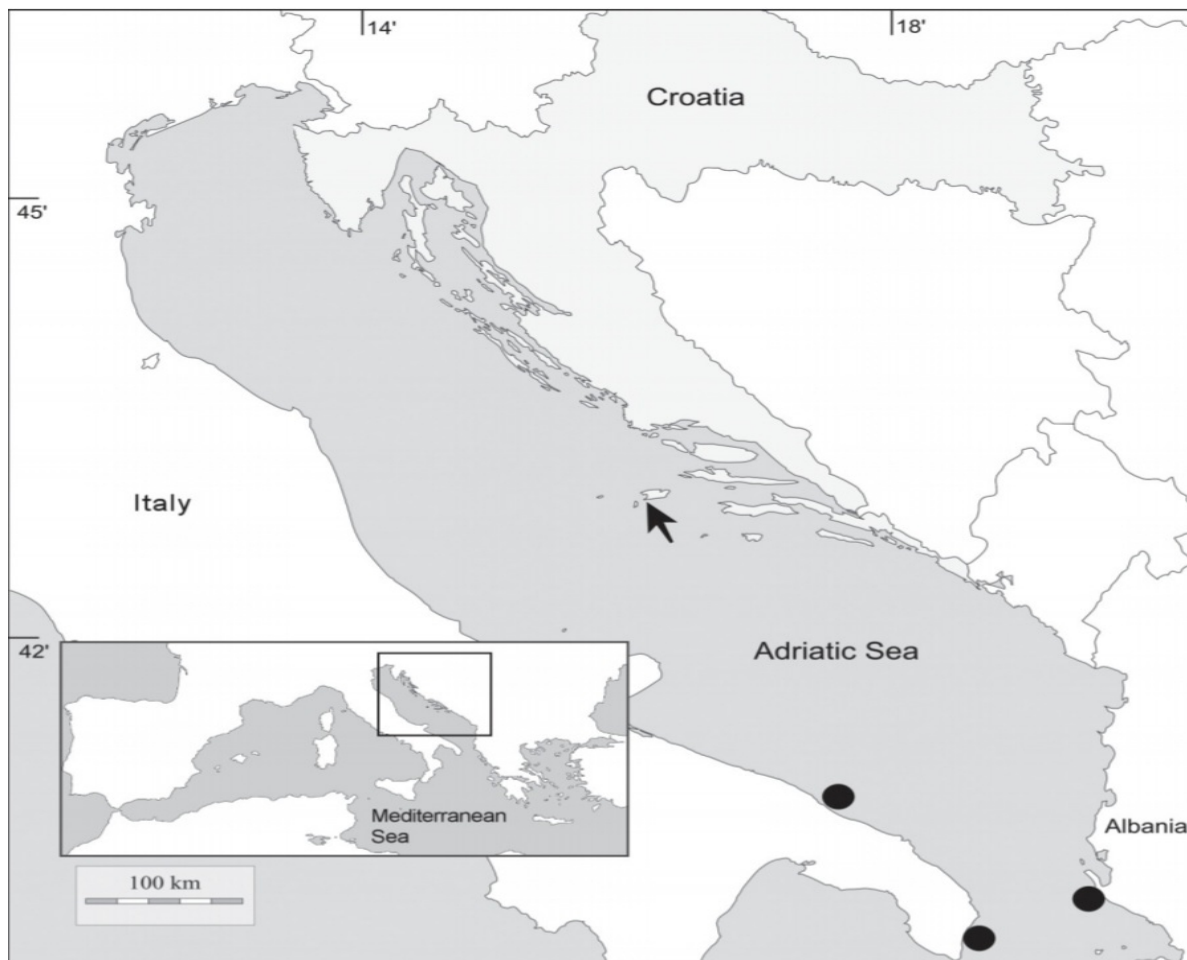 14'
18'
Croatia
45'
Italy
42'
Adriatic Sea
Mediterranean
Sea
Albania
100 km